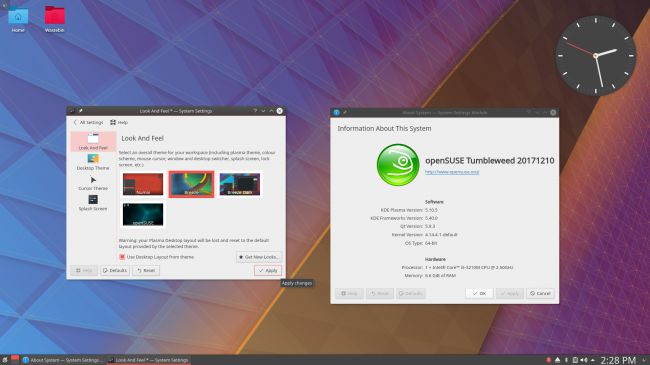 Home
Wastebin
Look And Feel * — System Settings
All Settings
Help
Look And Feel
Desktop Theme
Cursor Theme
Splash Screen
Look And Feel
Select an overall theme for your workspace (including plasma theme, colour
scheme, mouse cursor, window and desktop switcher, splash screen, lock
screen, etc.)
Numix
Breeze
Breeze Dark
openSUSE
Warning: your Plasma Desktop layout will be lost and reset to the default
layout provided by the selected theme.
Use Desktop Layout from theme
Get New Looks...
Help
Defaults
Reset
Apply
Apply changes
About System — System Settings Module
Information About This System
openSUSE Tumbleweed 20171210
http://www.opensuse.org/
Software
KDE Plasma Version: 5.10.5
KDE Frameworks Version: 5.40.0
Qt Version: 5.9.3
Kernel Version: 4.14.4-1-default
OS Type: 64-bit
Hardware
Processor: 1 × Intel® Core™ i5-3210M CPU @ 2.50GHz
Memory: 6.6 GiB of RAM
Help
Reset
Defaults
OK
Apply
Cancel
About System — System Settings ...
Look And Feel * — System Settings
2:28 PM